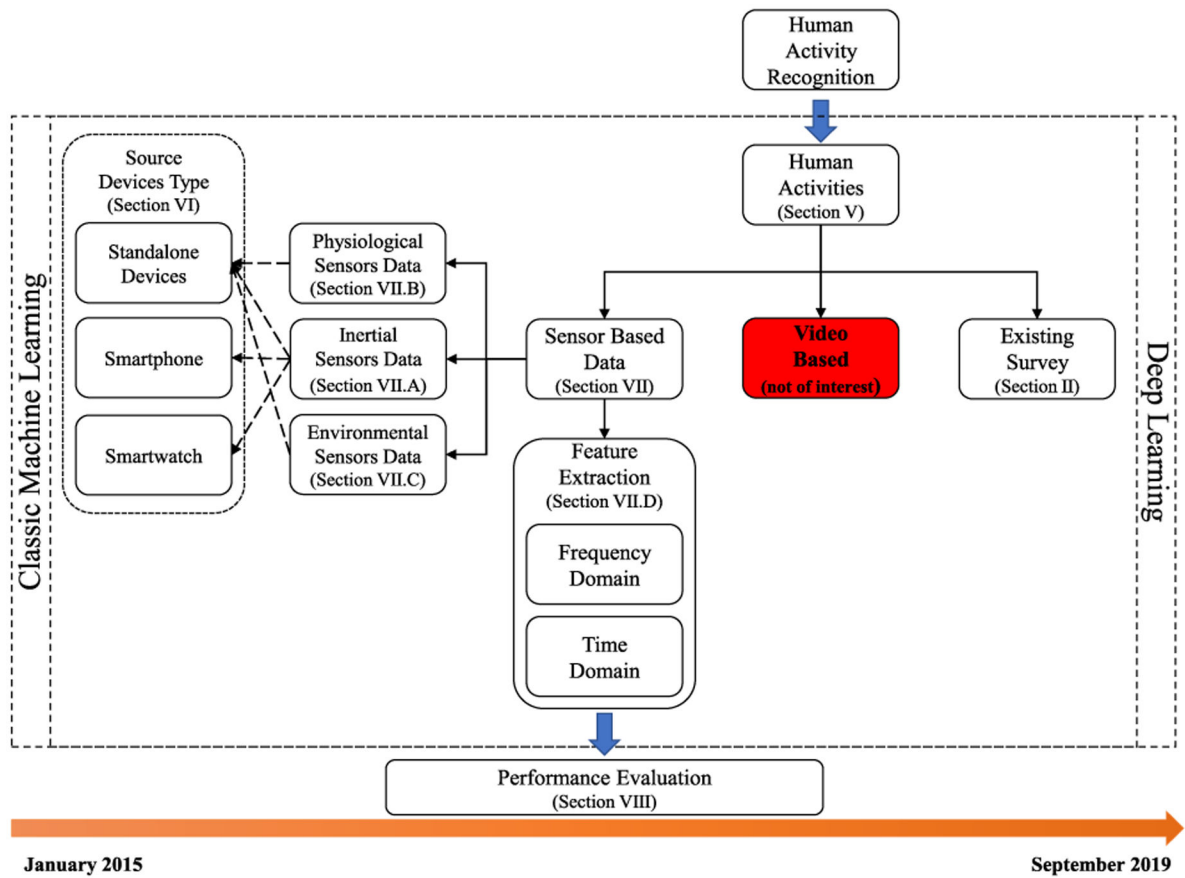 Human
Activity
Recognition
Human
Activities
(Section V)
Source
Devices Type
(Section VI)
Standalone
Devices
Smartphone
Smartwatch
Physiological
Sensors Data
(Section VII.B)
Inertial
Sensors Data
(Section VII.A)
Environmental
Sensors Data
(Section VII.C)
Sensor Based
Data
(Section VII)
Video
Based
(not of interest)
Existing
Survey
(Section II)
Feature
Extraction
(Section VII.D)
Frequency
Domain
Time
Domain
Classic Machine Learning
Deep Learning
Performance Evaluation
(Section VIII)
January 2015
September 2019